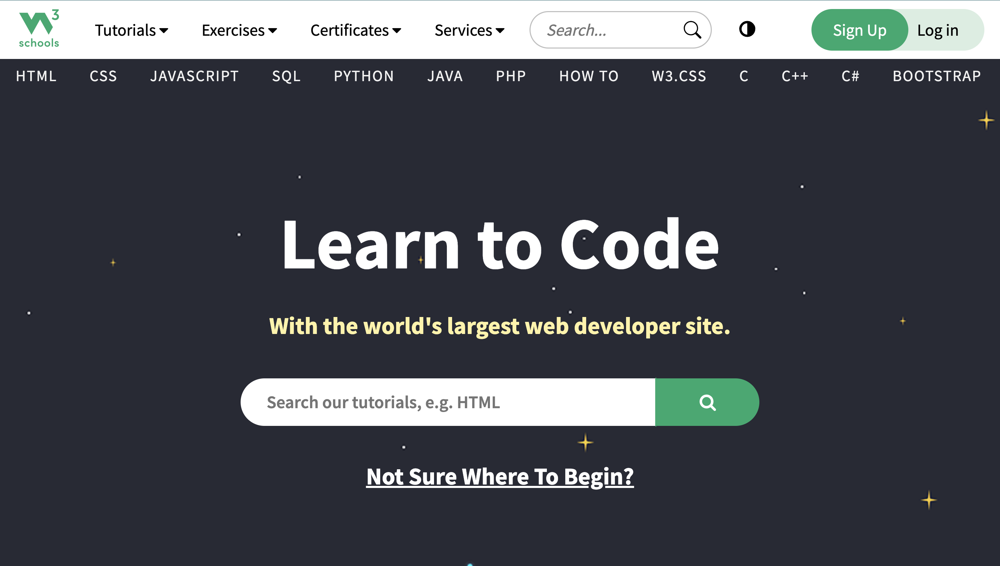 W3
schools
Tutorials
Exercises
Certificates
Services
Search...
Sign Up
Log in
HTML
CSS
JAVASCRIPT
SQL
PYTHON
JAVA
PHP
HOW TO
W3.CSS
C
C++
C#
BOOTSTRAP
Learn to Code
With the world's largest web developer site.
Search our tutorials, e.g. HTML
Not Sure Where To Begin?